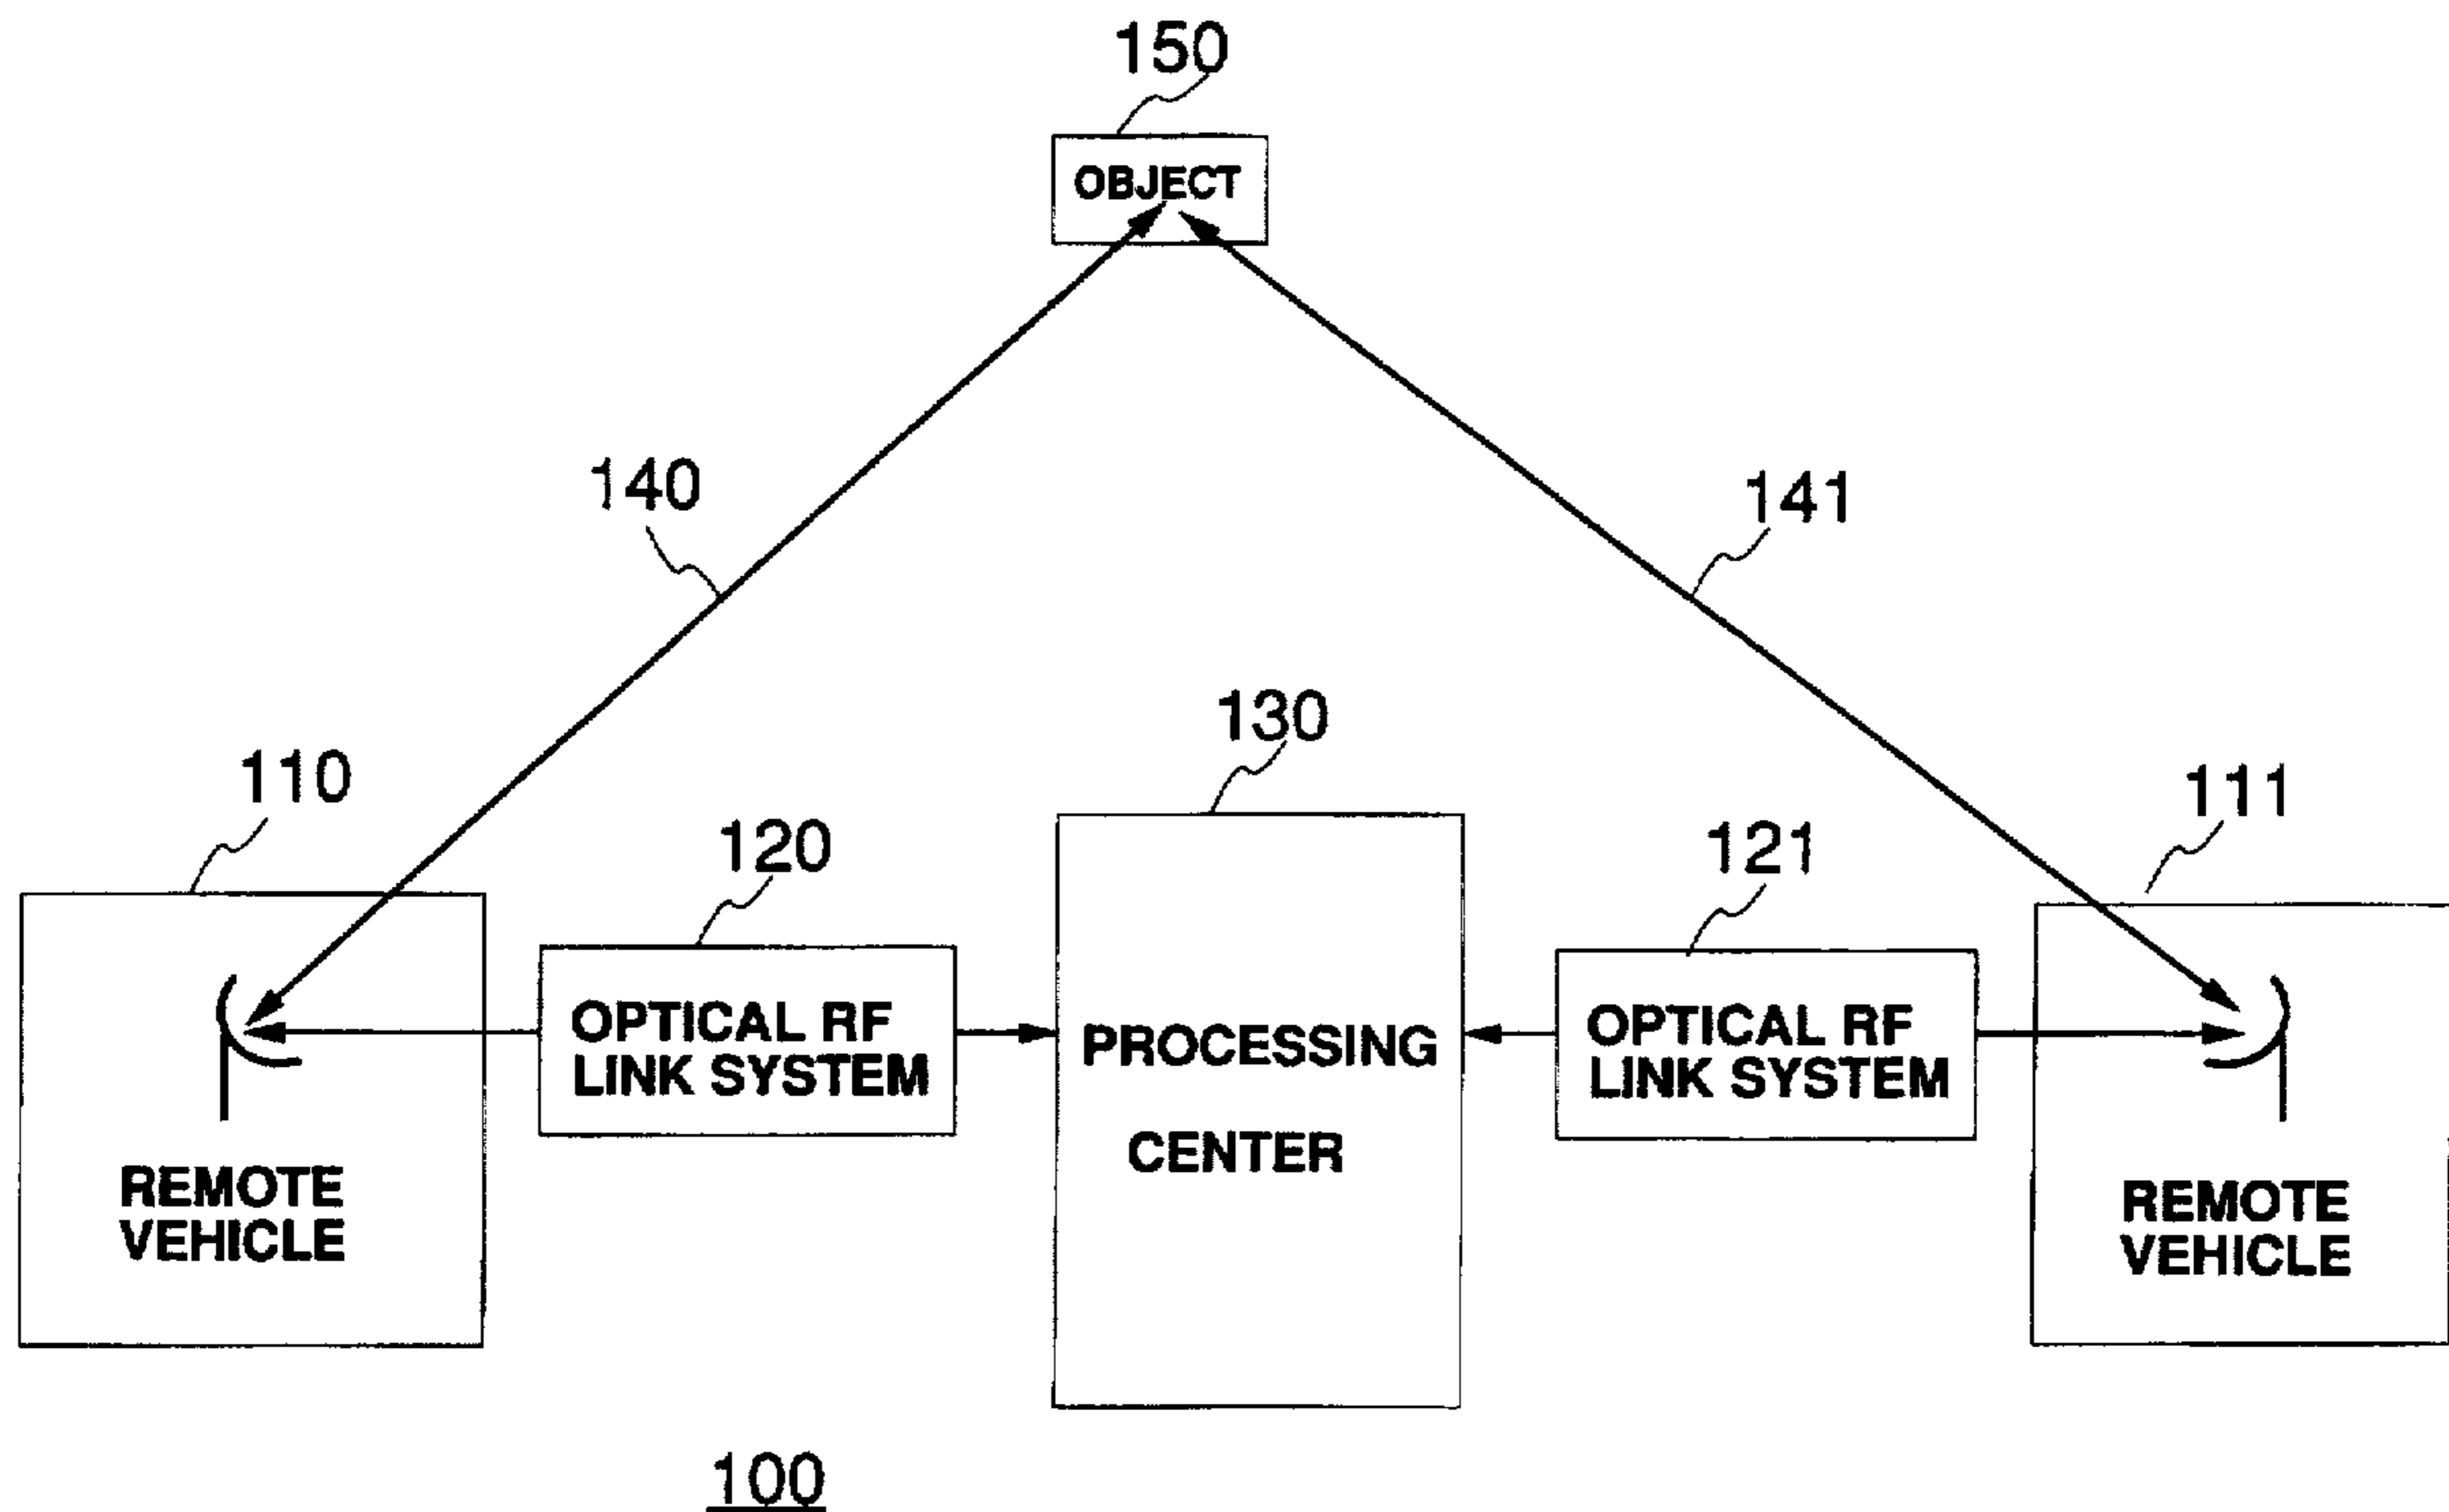 150
OBJECT
140
141
130
110
111
120
121
OPTICAL RF
LINK SYSTEM
PROCESSING
CENTER
OPTICAL RF
LINK SYSTEM
REMOTE
VEHICLE
REMOTE
VEHICLE
100